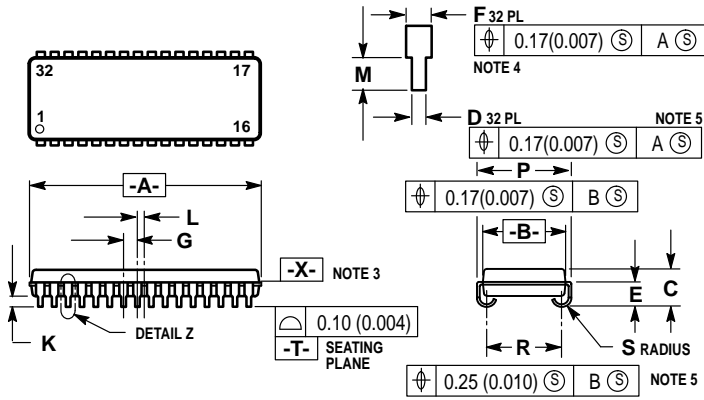 F 32 PL
⌖ 0.17(0.007) Ⓢ A Ⓢ
NOTE 4
M
32 17
1 16
D 32 PL NOTE 5
⌖ 0.17(0.007) Ⓢ A Ⓢ
P
⌖ 0.17(0.007) Ⓢ B Ⓢ
-A-
L
G
-B-
-X- NOTE 3
E C
K
DETAIL Z
⌓ 0.10 (0.004)
-T- SEATING
PLANE
R
S RADIUS
⌖ 0.25 (0.010) Ⓢ B Ⓢ NOTE 5